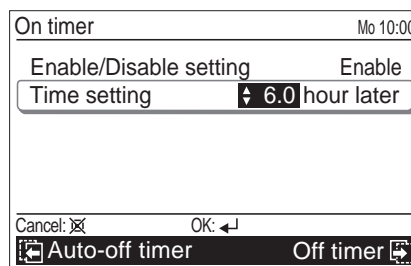 On timer Mo 10:00
Enable/Disable setting Enable
Time setting 6.0 hour later
Cancel: OK:
Auto-off timer Off timer